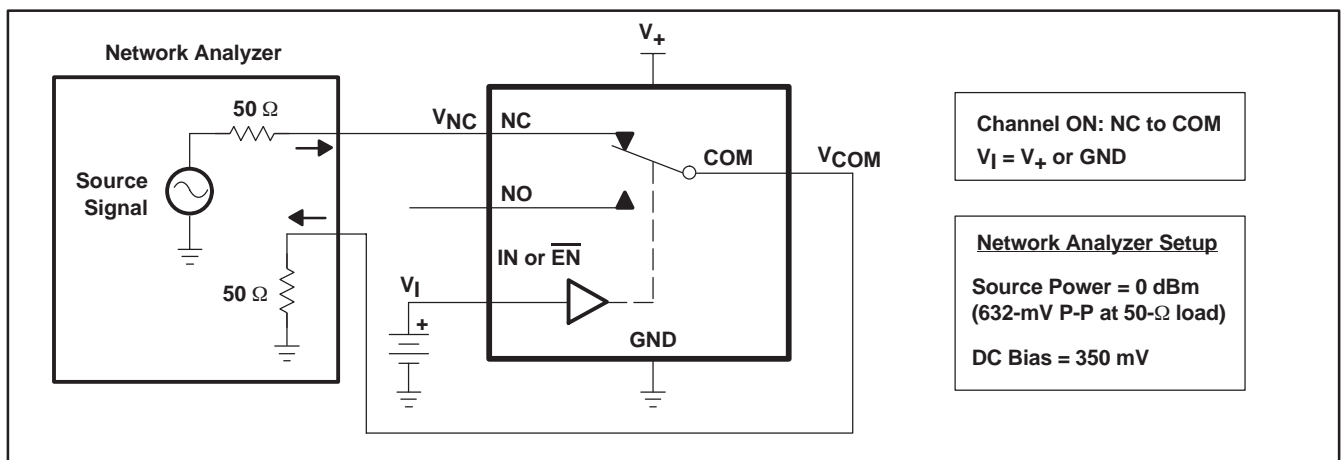 V+
Network Analyzer
50 Ω
VNC
NC
COM
VCOM
Source
Signal
NO
IN or E̅N̅
50 Ω
VI
+
GND
Channel ON: NC to COM
VI = V+ or GND
Network Analyzer Setup
Source Power = 0 dBm
(632-mV P-P at 50-Ω load)
DC Bias = 350 mV